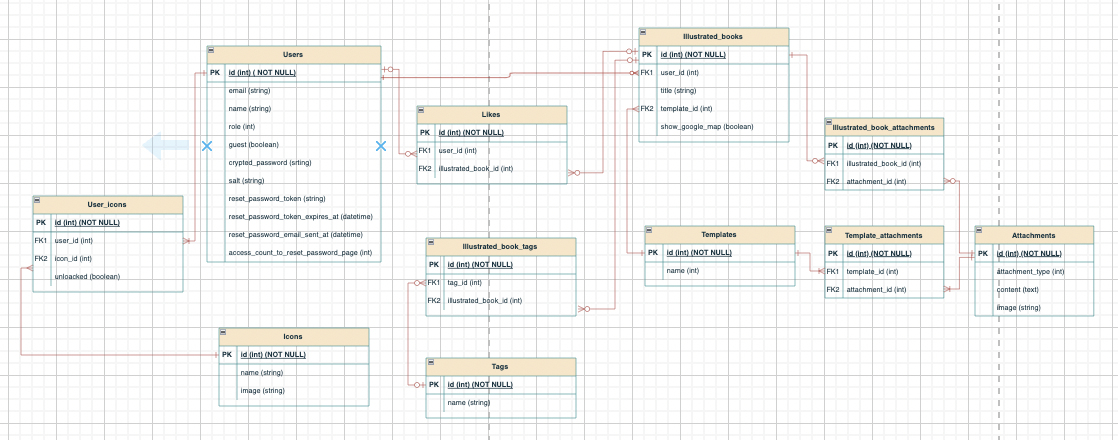 Users
PK id (int) ( NOT NULL)
email (string)
name (string)
role (int)
guest (boolean)
crypted_password (srting)
salt (string)
reset_password_token (string)
reset_password_token_expires_at (datetime)
reset_password_email_sent_at (datetime)
access_count_to_reset_password_page (int)
User_icons
PK id (int) (NOT NULL)
FK1 user_id (int)
FK2 icon_id (int)
unloacked (boolean)
Icons
PK id (int) (NOT NULL)
name (string)
image (string)
Likes
PK id (int) (NOT NULL)
FK1 user_id (int)
FK2 illustrated_book_id (int)
Illustrated_book_tags
PK id (int) (NOT NULL)
FK1 tag_id (int)
FK2 illustrated_book_id (int)
Tags
PK id (int) (NOT NULL)
name (string)
Illustrated_books
PK id (int) (NOT NULL)
FK1 user_id (int)
title (string)
FK2 template_id (int)
show_google_map (boolean)
Templates
PK id (int) (NOT NULL)
name (int)
Illustrated_book_attachments
PK id (int) (NOT NULL)
FK1 illustrated_book_id (int)
FK2 attachment_id (int)
Template_attachments
PK id (int) (NOT NULL)
FK1 template_id (int)
FK2 attachment_id (int)
Attachments
PK id (int) (NOT NULL)
attachment_type (int)
content (text)
image (string)